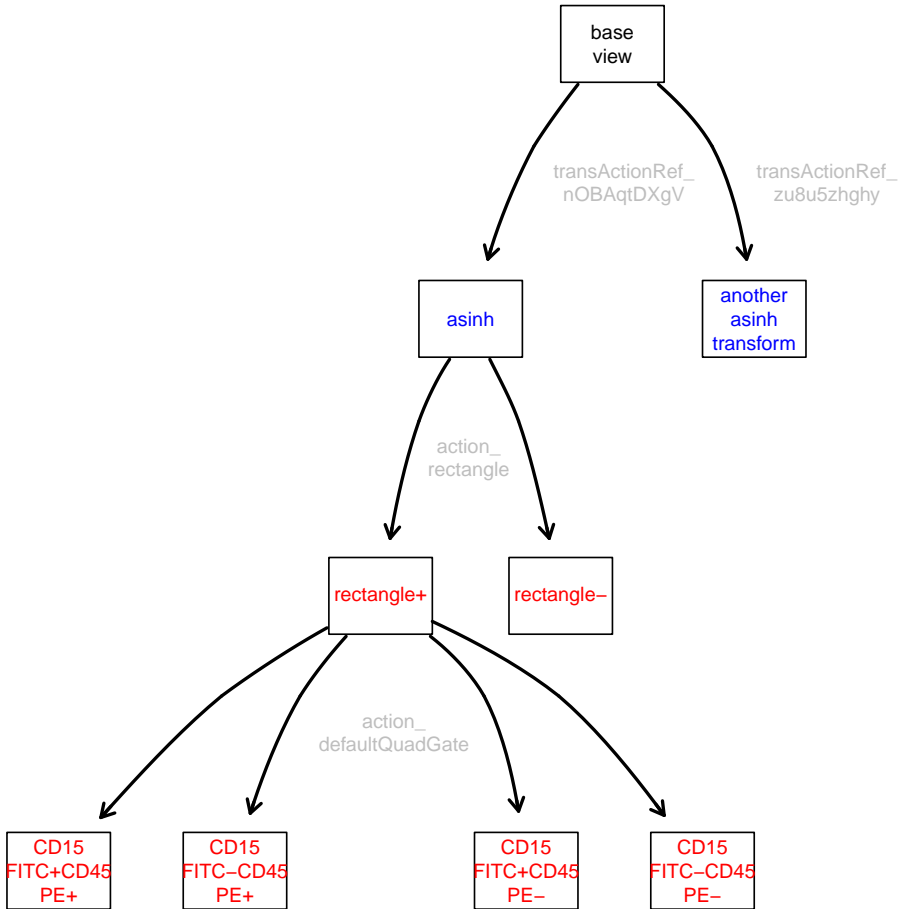 base
view
transActionRef_
nOBAqtDXgV
transActionRef_
zu8u5zhghy
asinh
another
asinh
transform
action_
rectangle
rectangle+
rectangle−
action_
defaultQuadGate
CD15
FITC+CD45
PE+
CD15
FITC−CD45
PE+
CD15
FITC+CD45
PE−
CD15
FITC−CD45
PE−